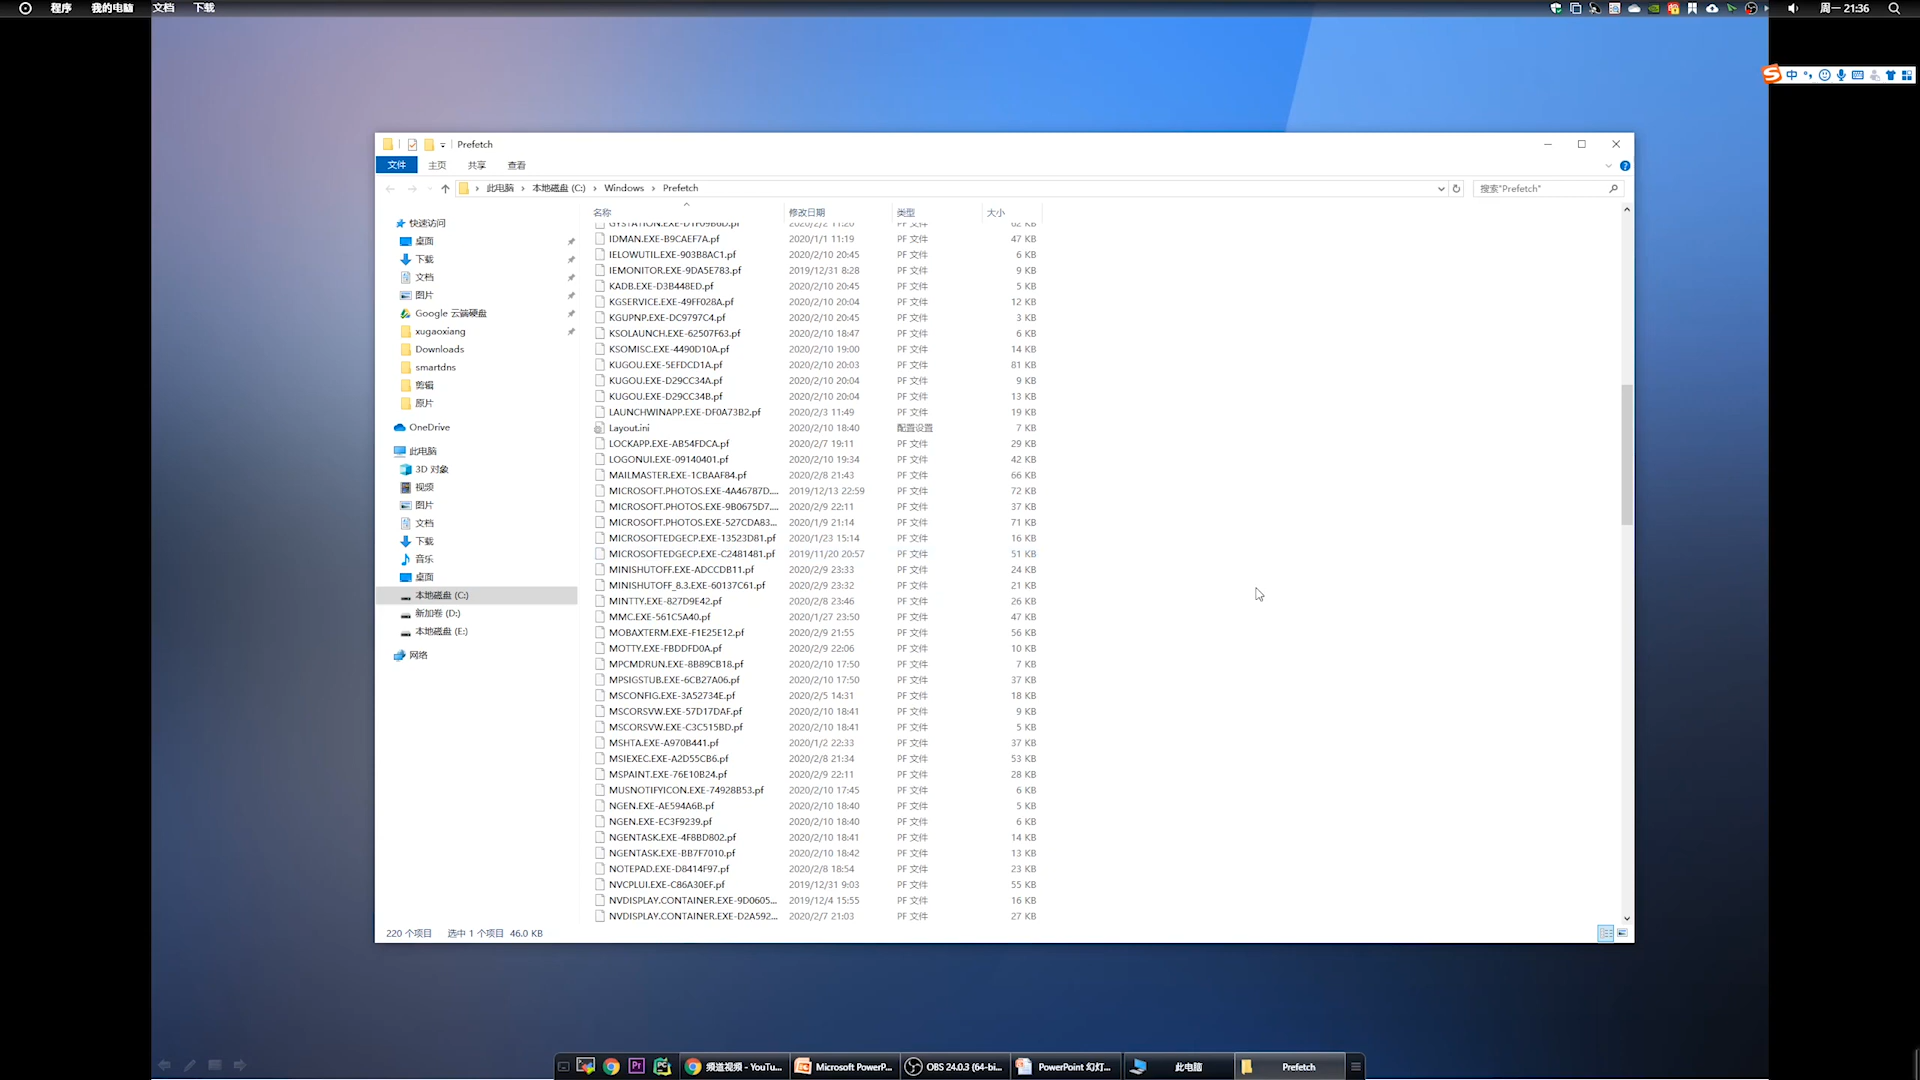 程序 我的电脑 文档 下载
周一 21:36
中
Prefetch
文件 主页 共享 查看
此电脑 › 本地磁盘 (C:) › Windows › Prefetch
搜索"Prefetch"
名称 修改日期 类型 大小
快速访问
桌面
下载
文档
图片
Google 云端硬盘
xugaoxiang
Downloads
smartdns
剪辑
原片
OneDrive
此电脑
3D 对象
视频
图片
文档
下载
音乐
桌面
本地磁盘 (C:)
新加卷 (D:)
本地磁盘 (E:)
网络
IDMAN.EXE-B9CAEF7A.pf 2020/1/1 11:19 PF 文件 47 KB
IELOWUTIL.EXE-903B8AC1.pf 2020/2/10 20:45 PF 文件 6 KB
IEMONITOR.EXE-9DA5E783.pf 2019/12/31 8:28 PF 文件 9 KB
KADB.EXE-D3B448ED.pf 2020/2/10 20:45 PF 文件 5 KB
KGSERVICE.EXE-49FF028A.pf 2020/2/10 20:04 PF 文件 12 KB
KGUPNP.EXE-DC9797C4.pf 2020/2/10 20:45 PF 文件 3 KB
KSOLAUNCH.EXE-62507F63.pf 2020/2/10 18:47 PF 文件 6 KB
KSOMISC.EXE-4490D10A.pf 2020/2/10 19:00 PF 文件 14 KB
KUGOU.EXE-5EFDCD1A.pf 2020/2/10 20:03 PF 文件 81 KB
KUGOU.EXE-D29CC34A.pf 2020/2/10 20:04 PF 文件 9 KB
KUGOU.EXE-D29CC34B.pf 2020/2/10 20:04 PF 文件 13 KB
LAUNCHWINAPP.EXE-DF0A73B2.pf 2020/2/3 11:49 PF 文件 19 KB
Layout.ini 2020/2/10 18:40 配置设置 7 KB
LOCKAPP.EXE-AB54FDCA.pf 2020/2/7 19:11 PF 文件 29 KB
LOGONUI.EXE-09140401.pf 2020/2/10 19:34 PF 文件 42 KB
MAILMASTER.EXE-1CBAAF84.pf 2020/2/8 21:43 PF 文件 66 KB
MICROSOFT.PHOTOS.EXE-4A46787D.... 2019/12/13 22:59 PF 文件 72 KB
MICROSOFT.PHOTOS.EXE-9B0675D7.... 2020/2/9 22:11 PF 文件 37 KB
MICROSOFT.PHOTOS.EXE-527CDA83... 2020/1/9 21:14 PF 文件 71 KB
MICROSOFTEDGECP.EXE-13523D81.pf 2020/1/23 15:14 PF 文件 16 KB
MICROSOFTEDGECP.EXE-C2481481.pf 2019/11/20 20:57 PF 文件 51 KB
MINISHUTOFF.EXE-ADCCDB11.pf 2020/2/9 23:33 PF 文件 24 KB
MINISHUTOFF_8.3.EXE-60137C61.pf 2020/2/9 23:32 PF 文件 21 KB
MINTTY.EXE-827D9E42.pf 2020/2/8 23:46 PF 文件 26 KB
MMC.EXE-561C5A40.pf 2020/1/27 23:50 PF 文件 47 KB
MOBAXTERM.EXE-F1E25E12.pf 2020/2/9 21:55 PF 文件 56 KB
MOTTY.EXE-FBDDFD0A.pf 2020/2/9 22:06 PF 文件 10 KB
MPCMDRUN.EXE-8B89CB18.pf 2020/2/10 17:50 PF 文件 7 KB
MPSIGSTUB.EXE-6CB27A06.pf 2020/2/10 17:50 PF 文件 37 KB
MSCONFIG.EXE-3A52734E.pf 2020/2/5 14:31 PF 文件 18 KB
MSCORSVW.EXE-57D17DAF.pf 2020/2/10 18:41 PF 文件 9 KB
MSCORSVW.EXE-C3C515BD.pf 2020/2/10 18:41 PF 文件 5 KB
MSHTA.EXE-A970B441.pf 2020/1/2 22:33 PF 文件 37 KB
MSIEXEC.EXE-A2D55CB6.pf 2020/2/8 21:34 PF 文件 53 KB
MSPAINT.EXE-76E10B24.pf 2020/2/9 22:11 PF 文件 28 KB
MUSNOTIFYICON.EXE-74928B53.pf 2020/2/10 17:45 PF 文件 6 KB
NGEN.EXE-AE594A6B.pf 2020/2/10 18:40 PF 文件 5 KB
NGEN.EXE-EC3F9239.pf 2020/2/10 18:40 PF 文件 6 KB
NGENTASK.EXE-4F8BD802.pf 2020/2/10 18:41 PF 文件 14 KB
NGENTASK.EXE-BB7F7010.pf 2020/2/10 18:42 PF 文件 13 KB
NOTEPAD.EXE-D8414F97.pf 2020/2/8 18:54 PF 文件 23 KB
NVCPLUI.EXE-C86A30EF.pf 2019/12/31 9:03 PF 文件 55 KB
NVDISPLAY.CONTAINER.EXE-9D0605... 2019/12/4 15:55 PF 文件 16 KB
NVDISPLAY.CONTAINER.EXE-D2A592... 2020/2/7 21:03 PF 文件 27 KB
220 个项目 选中 1 个项目 46.0 KB
频道视频 - YouTu... Microsoft PowerP... OBS 24.0.3 (64-bi... PowerPoint 幻灯... 此电脑 Prefetch